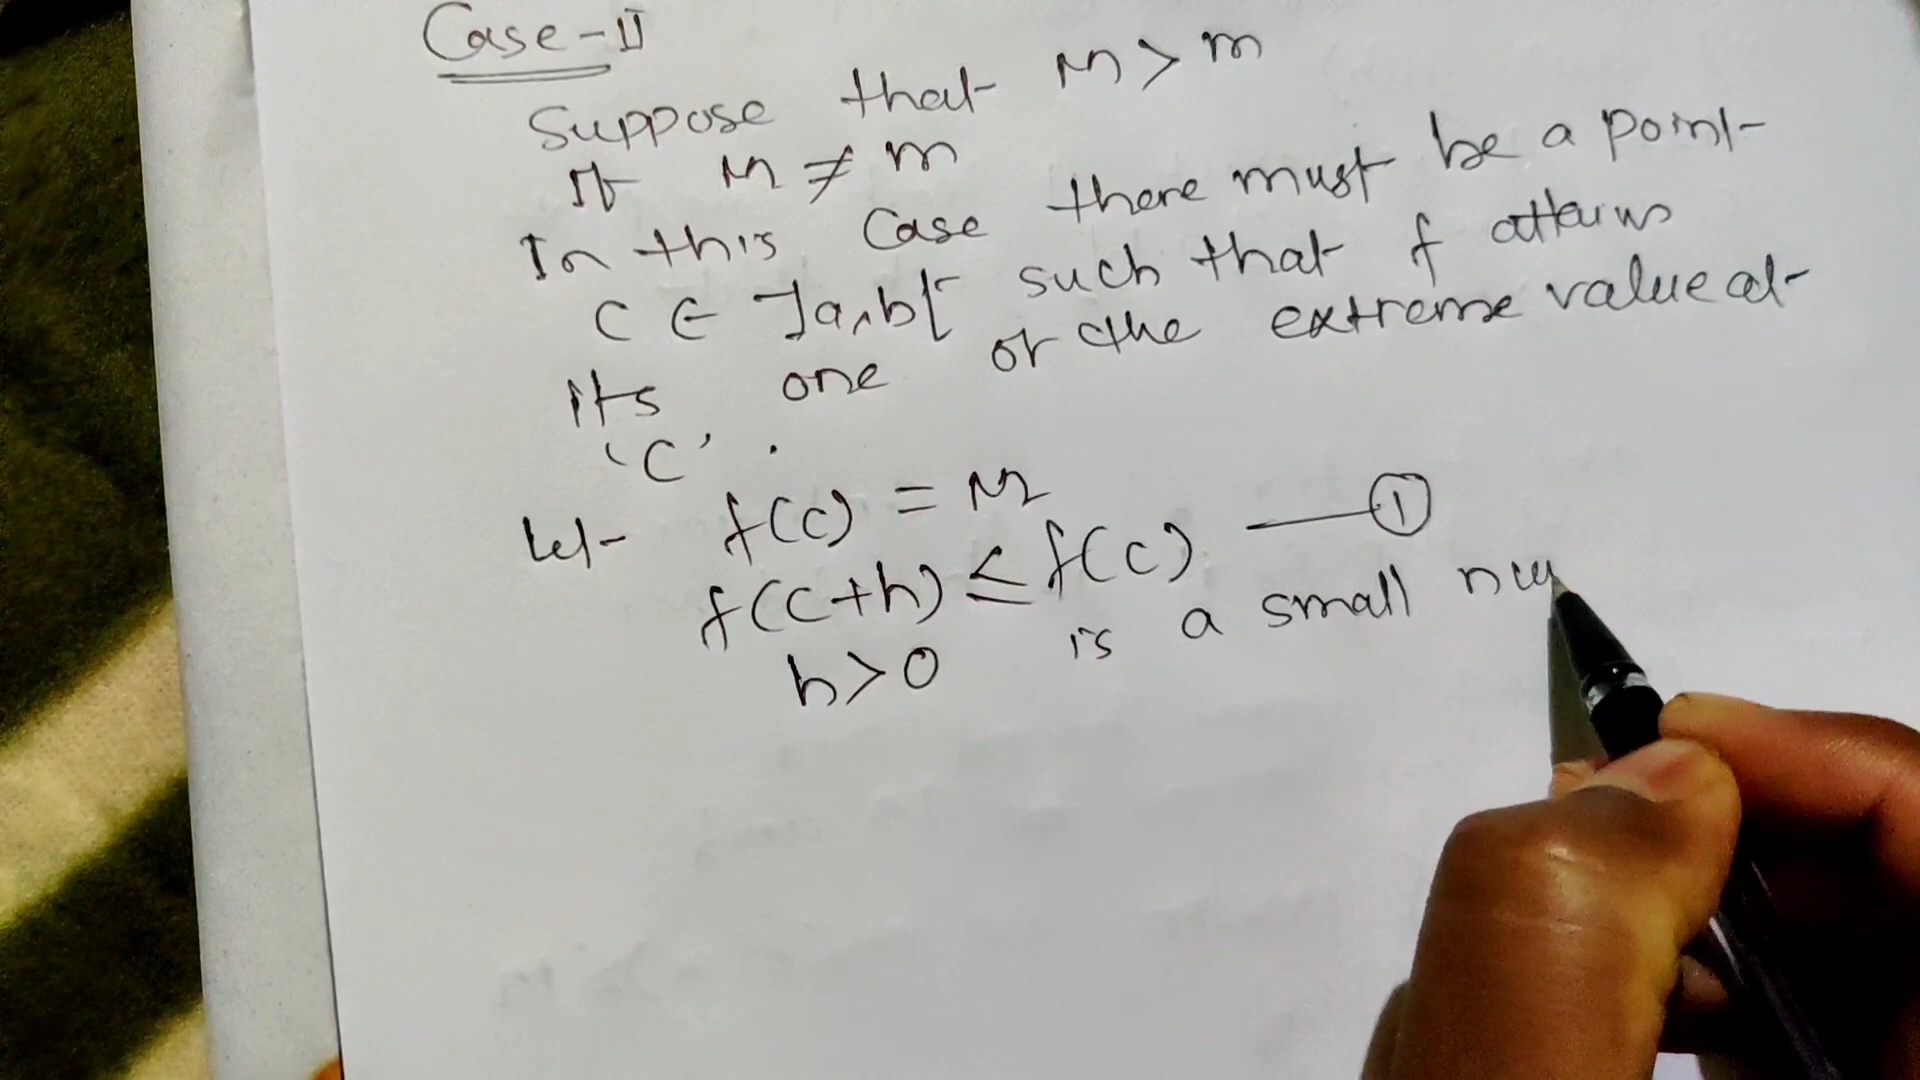 Case-II
Suppose that M > m
If M ≠ m
In this case there must be a point
c ∈ ]a,b[ such that f attains
its one or the extreme value at
'C'.
let f(c) = M
f(c+h) ≤ f(c) — ①
h>0 is a small nu